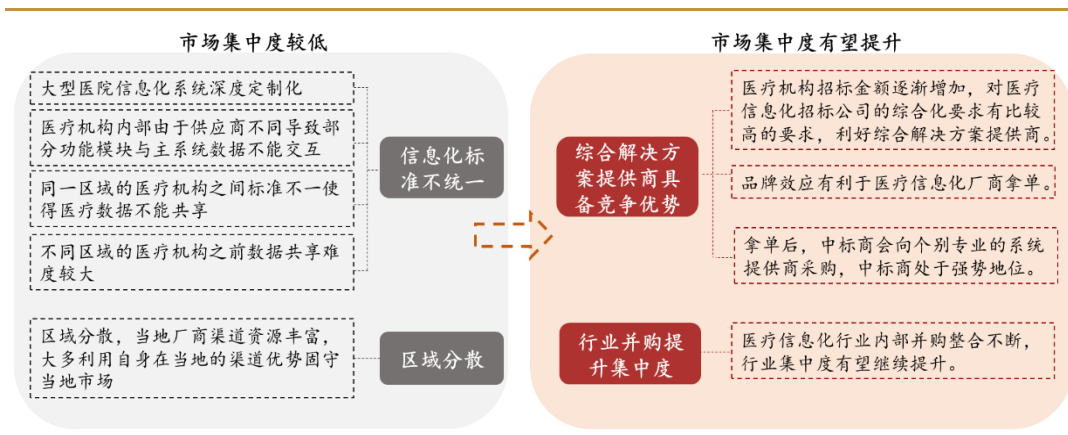 市场集中度较低
大型医院信息化系统深度定制化
医疗机构内部由于供应商不同导致部
分功能模块与主系统数据不能交互
同一区域的医疗机构之间标准不一使
得医疗数据不能共享
不同区域的医疗机构之前数据共享难
度较大
信息化标
准不统一
区域分散，当地厂商渠道资源丰富，
大多利用自身在当地的渠道优势固守
当地市场
区域分散
市场集中度有望提升
综合解决方
案提供商具
备竞争优势
医疗机构招标金额逐渐增加，对医疗
信息化招标公司的综合化要求有比较
高的要求，利好综合解决方案提供商。
品牌效应有利于医疗信息化厂商拿单。
拿单后，中标商会向个别专业的系统
提供商采购，中标商处于强势地位。
行业并购提
升集中度
医疗信息化行业内部并购整合不断，
行业集中度有望继续提升。